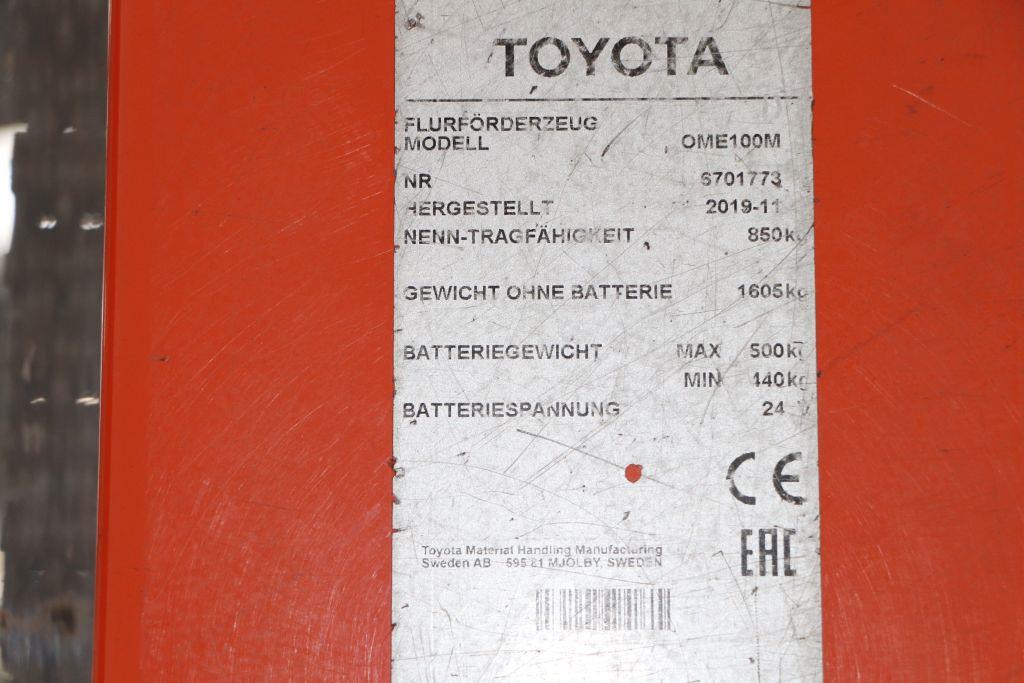 TOYOTA
FLURFÖRDERZEUG
MODELL OME100M
NR 6701773
HERGESTELLT 2019-11
NENN-TRAGFÄHIGKEIT 850kg
GEWICHT OHNE BATTERIE 1605kg
BATTERIEGEWICHT MAX 500kg
MIN 140kg
BATTERIESPANNUNG 24 V
CE
EAC
Toyota Material Handling Manufacturing
Sweden AB 595 81 MJÖLBY, SWEDEN